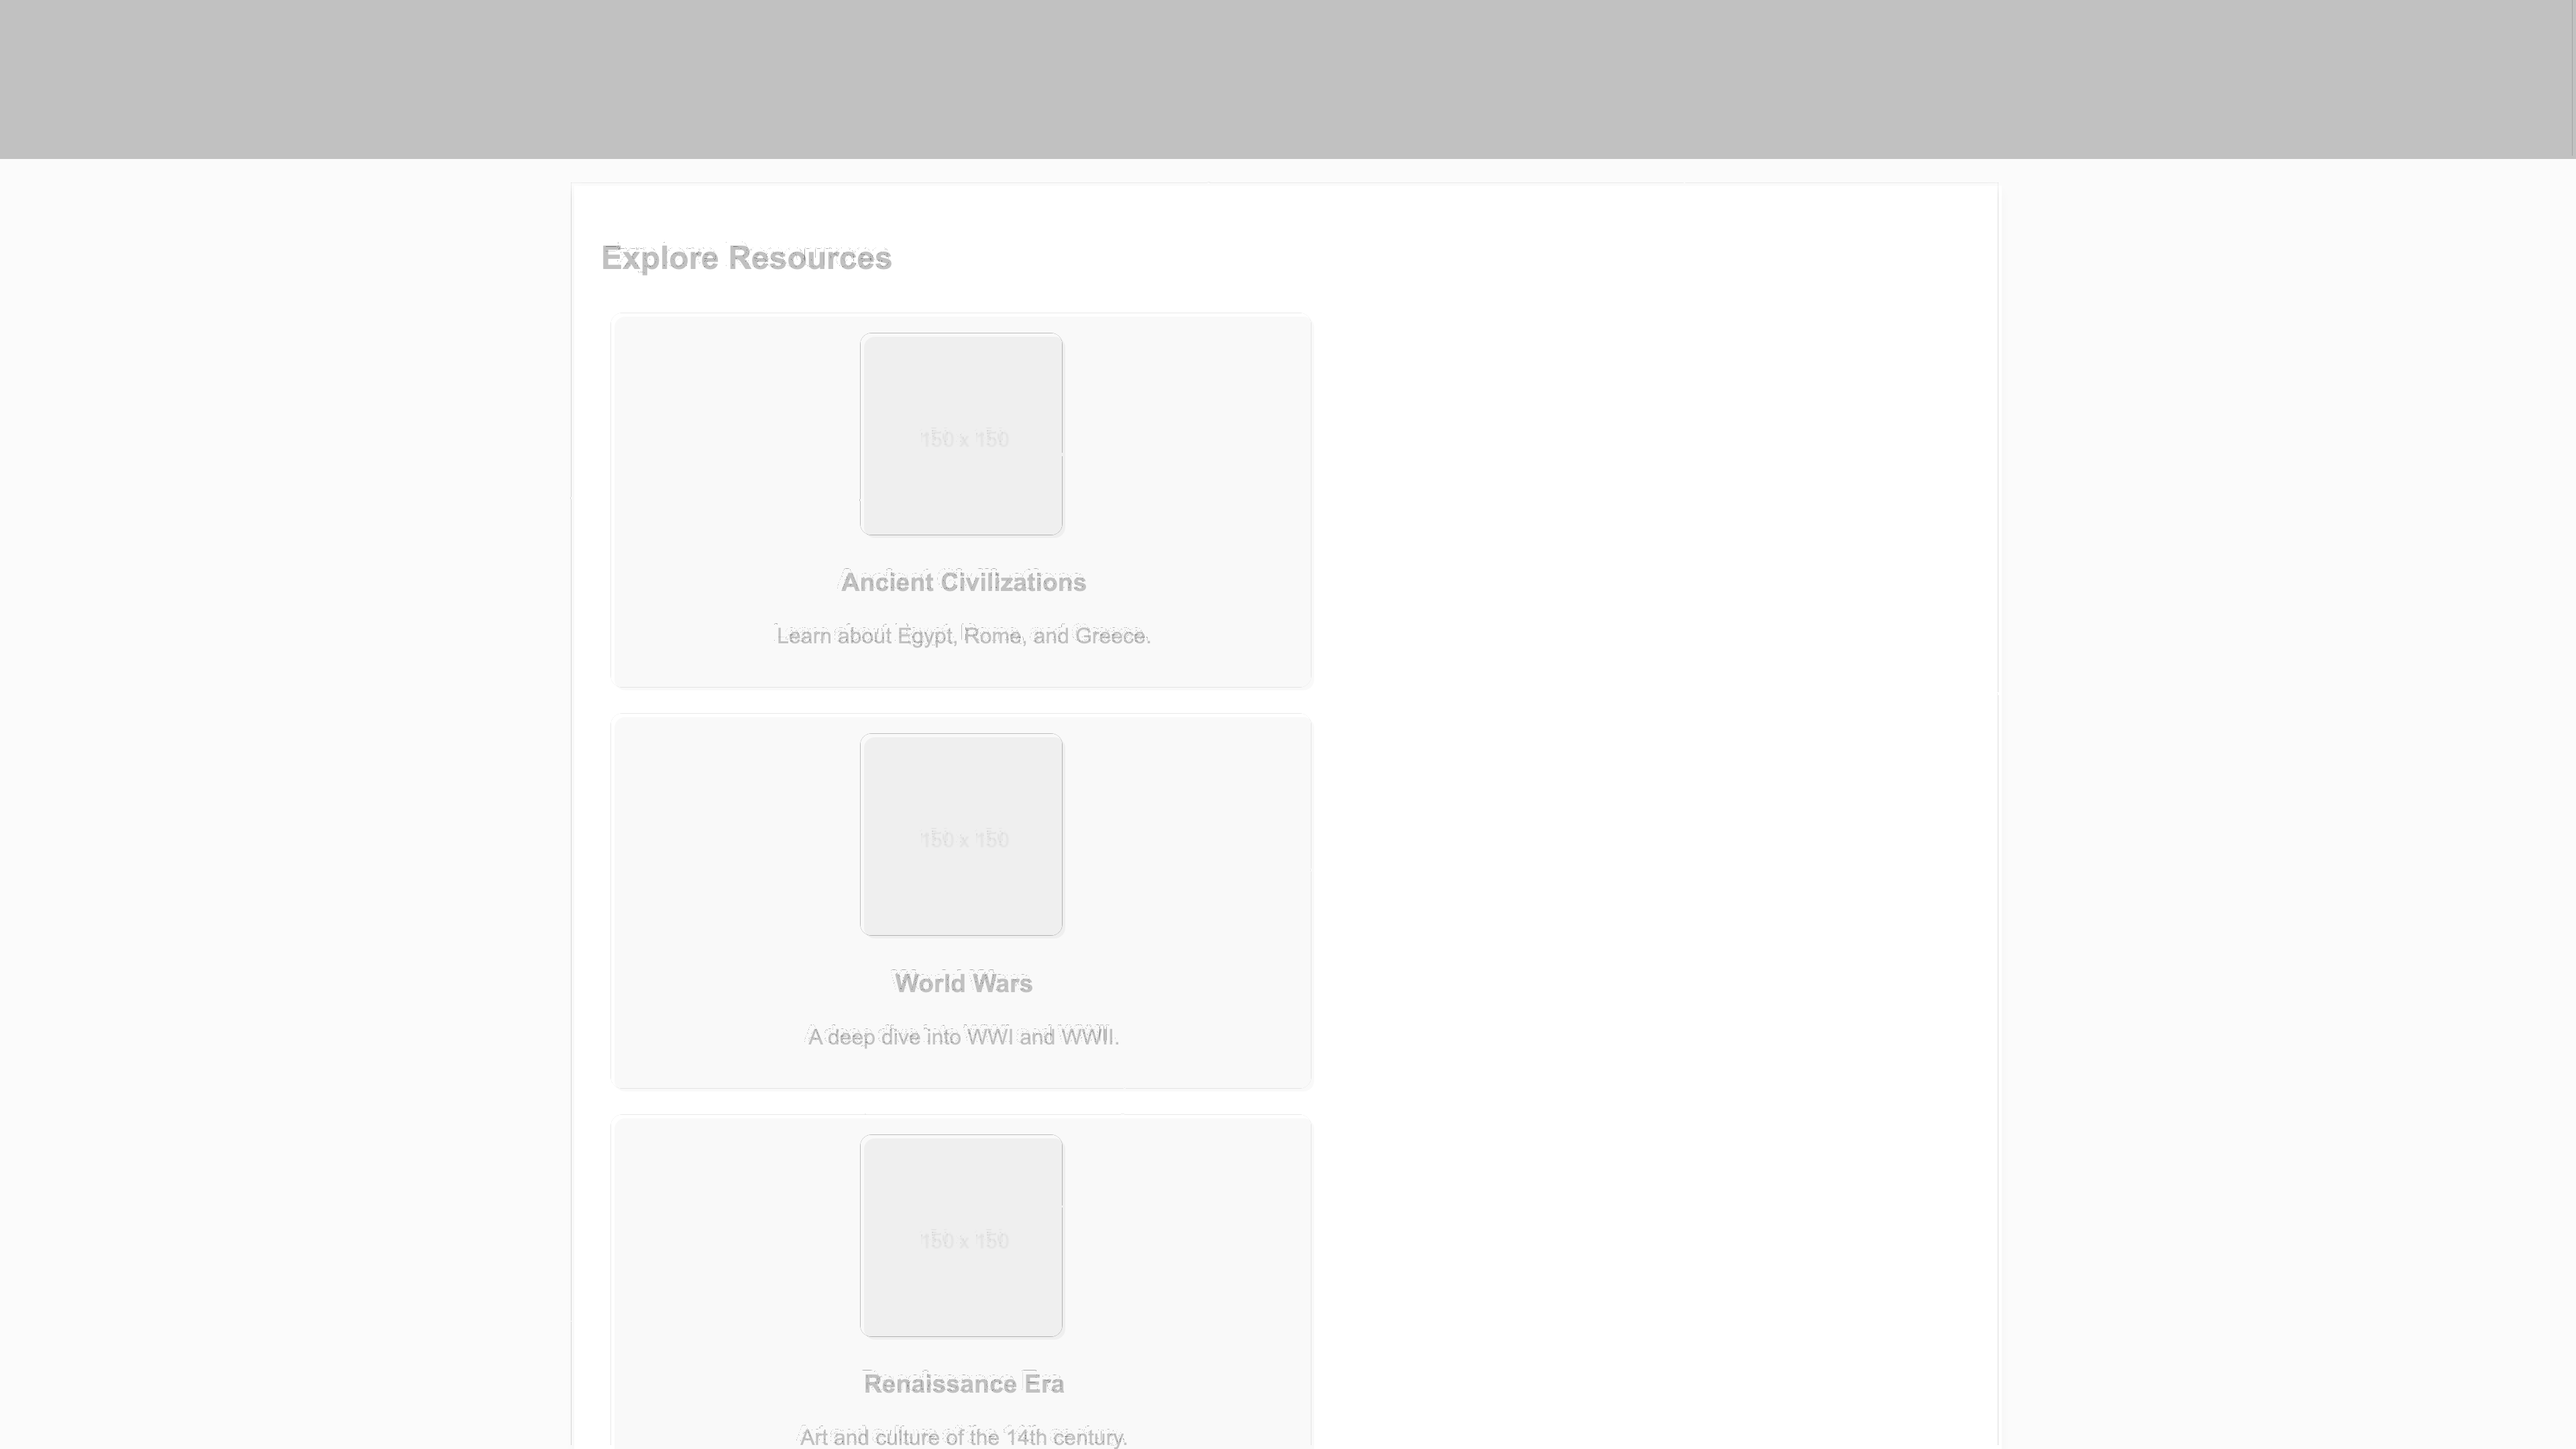 Explore Resources
150 x 150
Ancient Civilizations
Learn about Egypt, Rome, and Greece.
150 x 150
World Wars
A deep dive into WWI and WWII.
150 x 150
Renaissance Era
Art and culture of the 14th century.